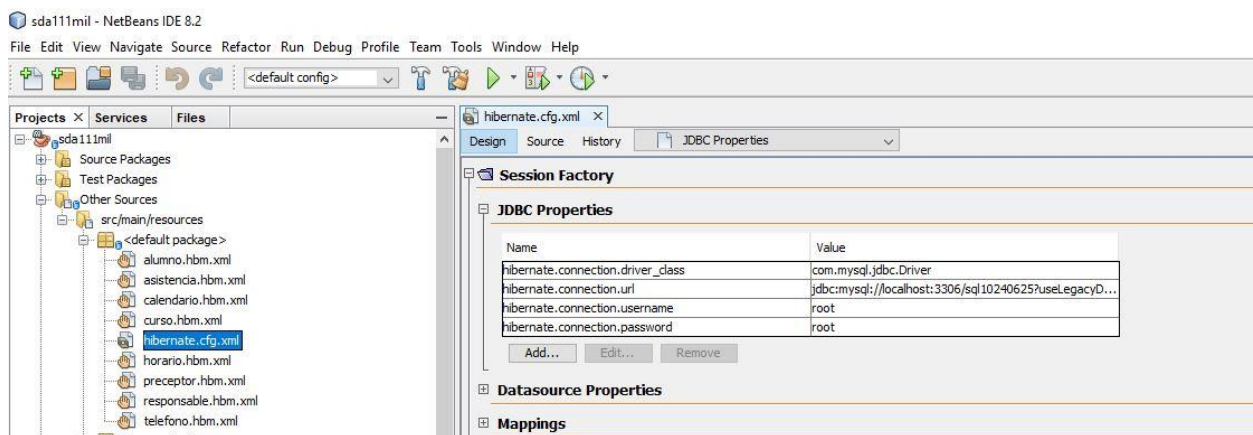 sda111mil - NetBeans IDE 8.2
File Edit View Navigate Source Refactor Run Debug Profile Team Tools Window Help
<default config>
Projects Services Files
hibernate.cfg.xml
sda111mil
Source Packages
Test Packages
Other Sources
src/main/resources
<default package>
alumno.hbm.xml
asistencia.hbm.xml
calendario.hbm.xml
curso.hbm.xml
hibernate.cfg.xml
horario.hbm.xml
preceptor.hbm.xml
responsable.hbm.xml
telefono.hbm.xml
Design Source History JDBC Properties
Session Factory
JDBC Properties
Name Value
hibernate.connection.driver_class com.mysql.jdbc.Driver
hibernate.connection.url jdbc:mysql://localhost:3306/sql10240625?useLegacyD...
hibernate.connection.username root
hibernate.connection.password root
Add... Edit... Remove
Datasource Properties
Mappings